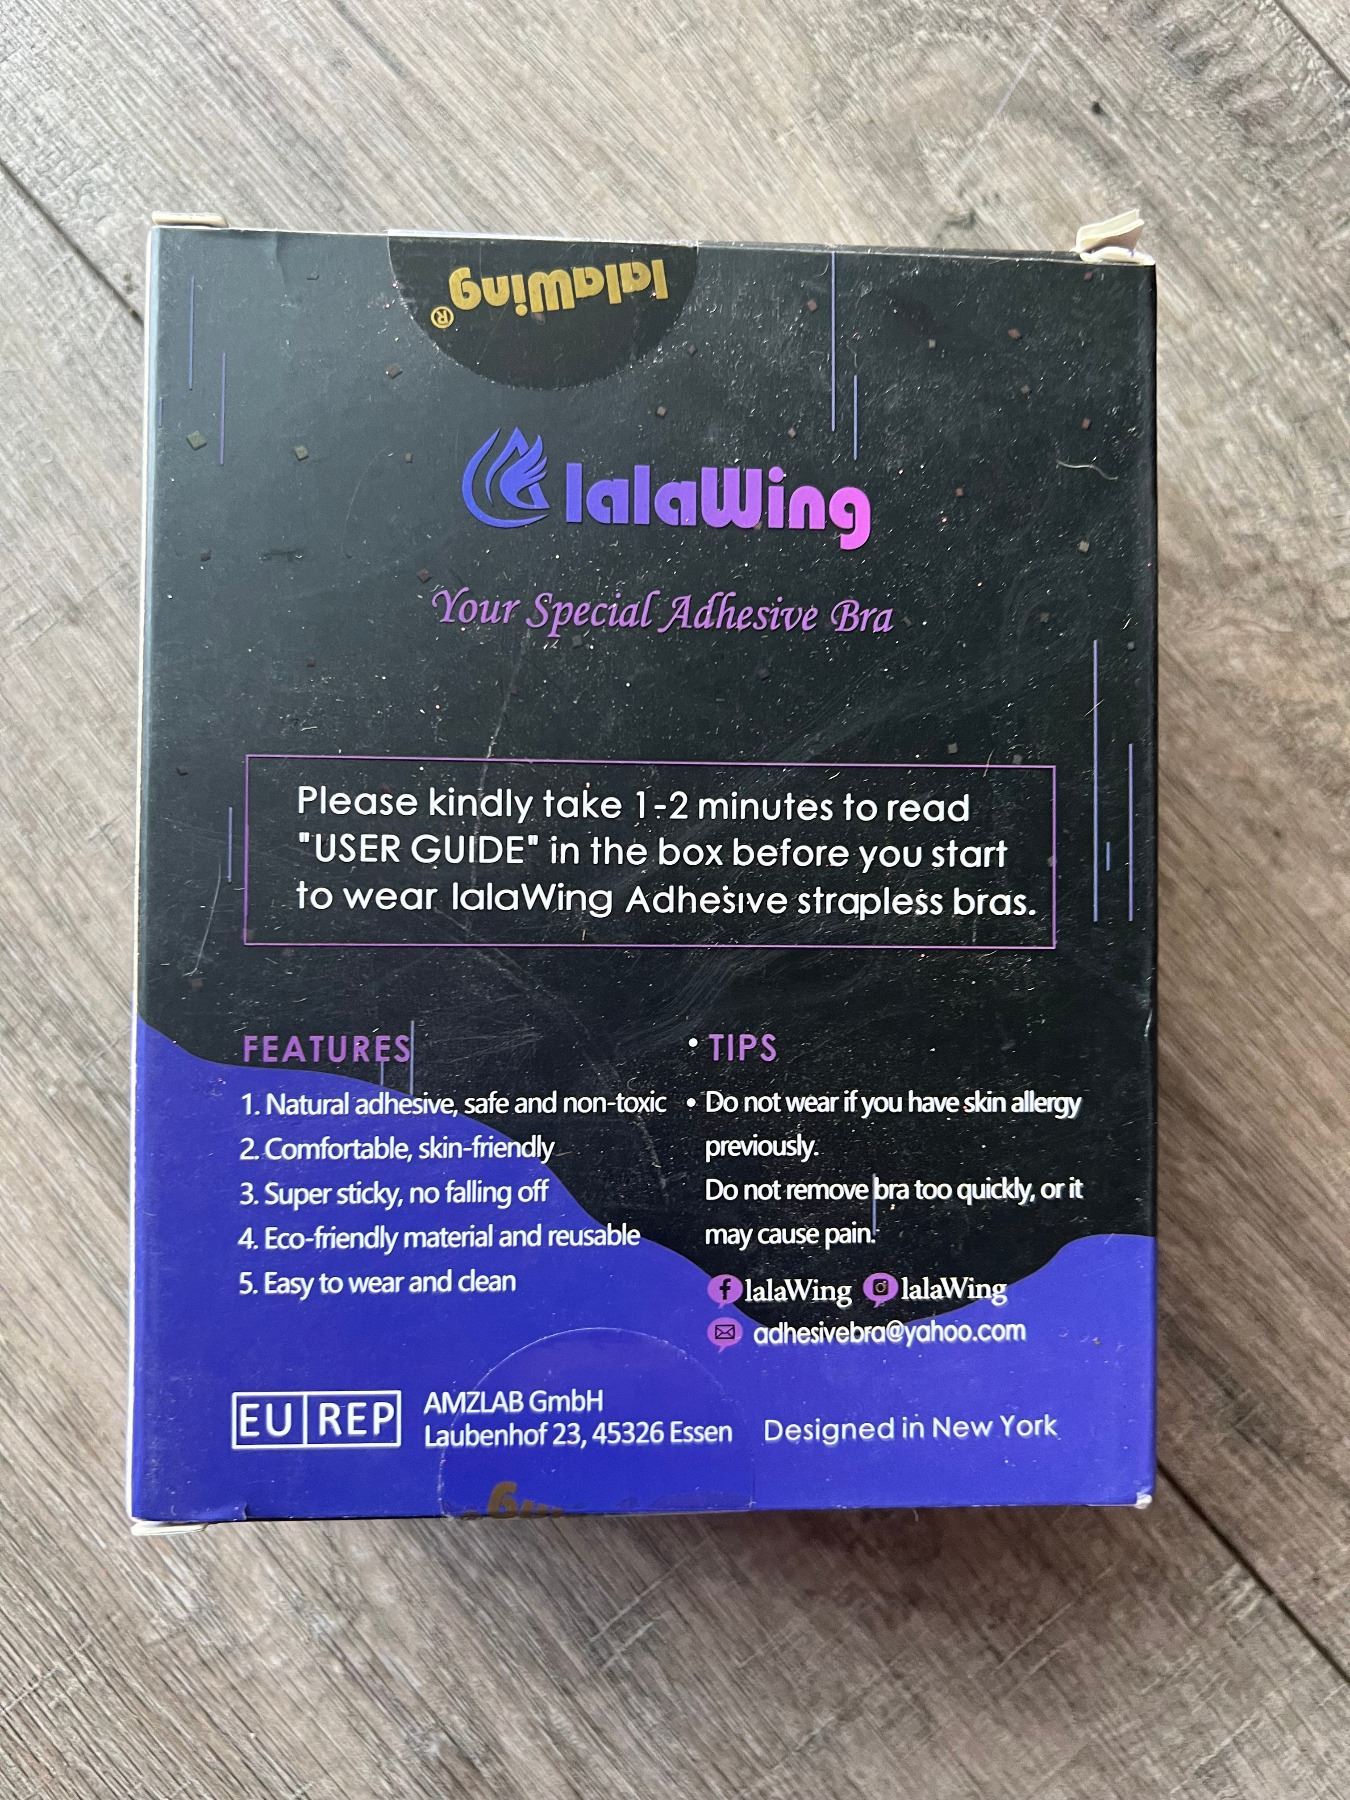 lalaWing®
lalaWing
Your Special Adhesive Bra
Please kindly take 1-2 minutes to read
"USER GUIDE" in the box before you start
to wear lalaWing Adhesive strapless bras.
FEATURES
1. Natural adhesive, safe and non-toxic
2. Comfortable, skin-friendly
3. Super sticky, no falling off
4. Eco-friendly material and reusable
5. Easy to wear and clean
• TIPS
• Do not wear if you have skin allergy
previously.
Do not remove bra too quickly, or it
may cause pain.
lalaWing lalaWing
adhesivebra@yahoo.com
EU REP
AMZLAB GmbH
Laubenhof 23, 45326 Essen
Designed in New York